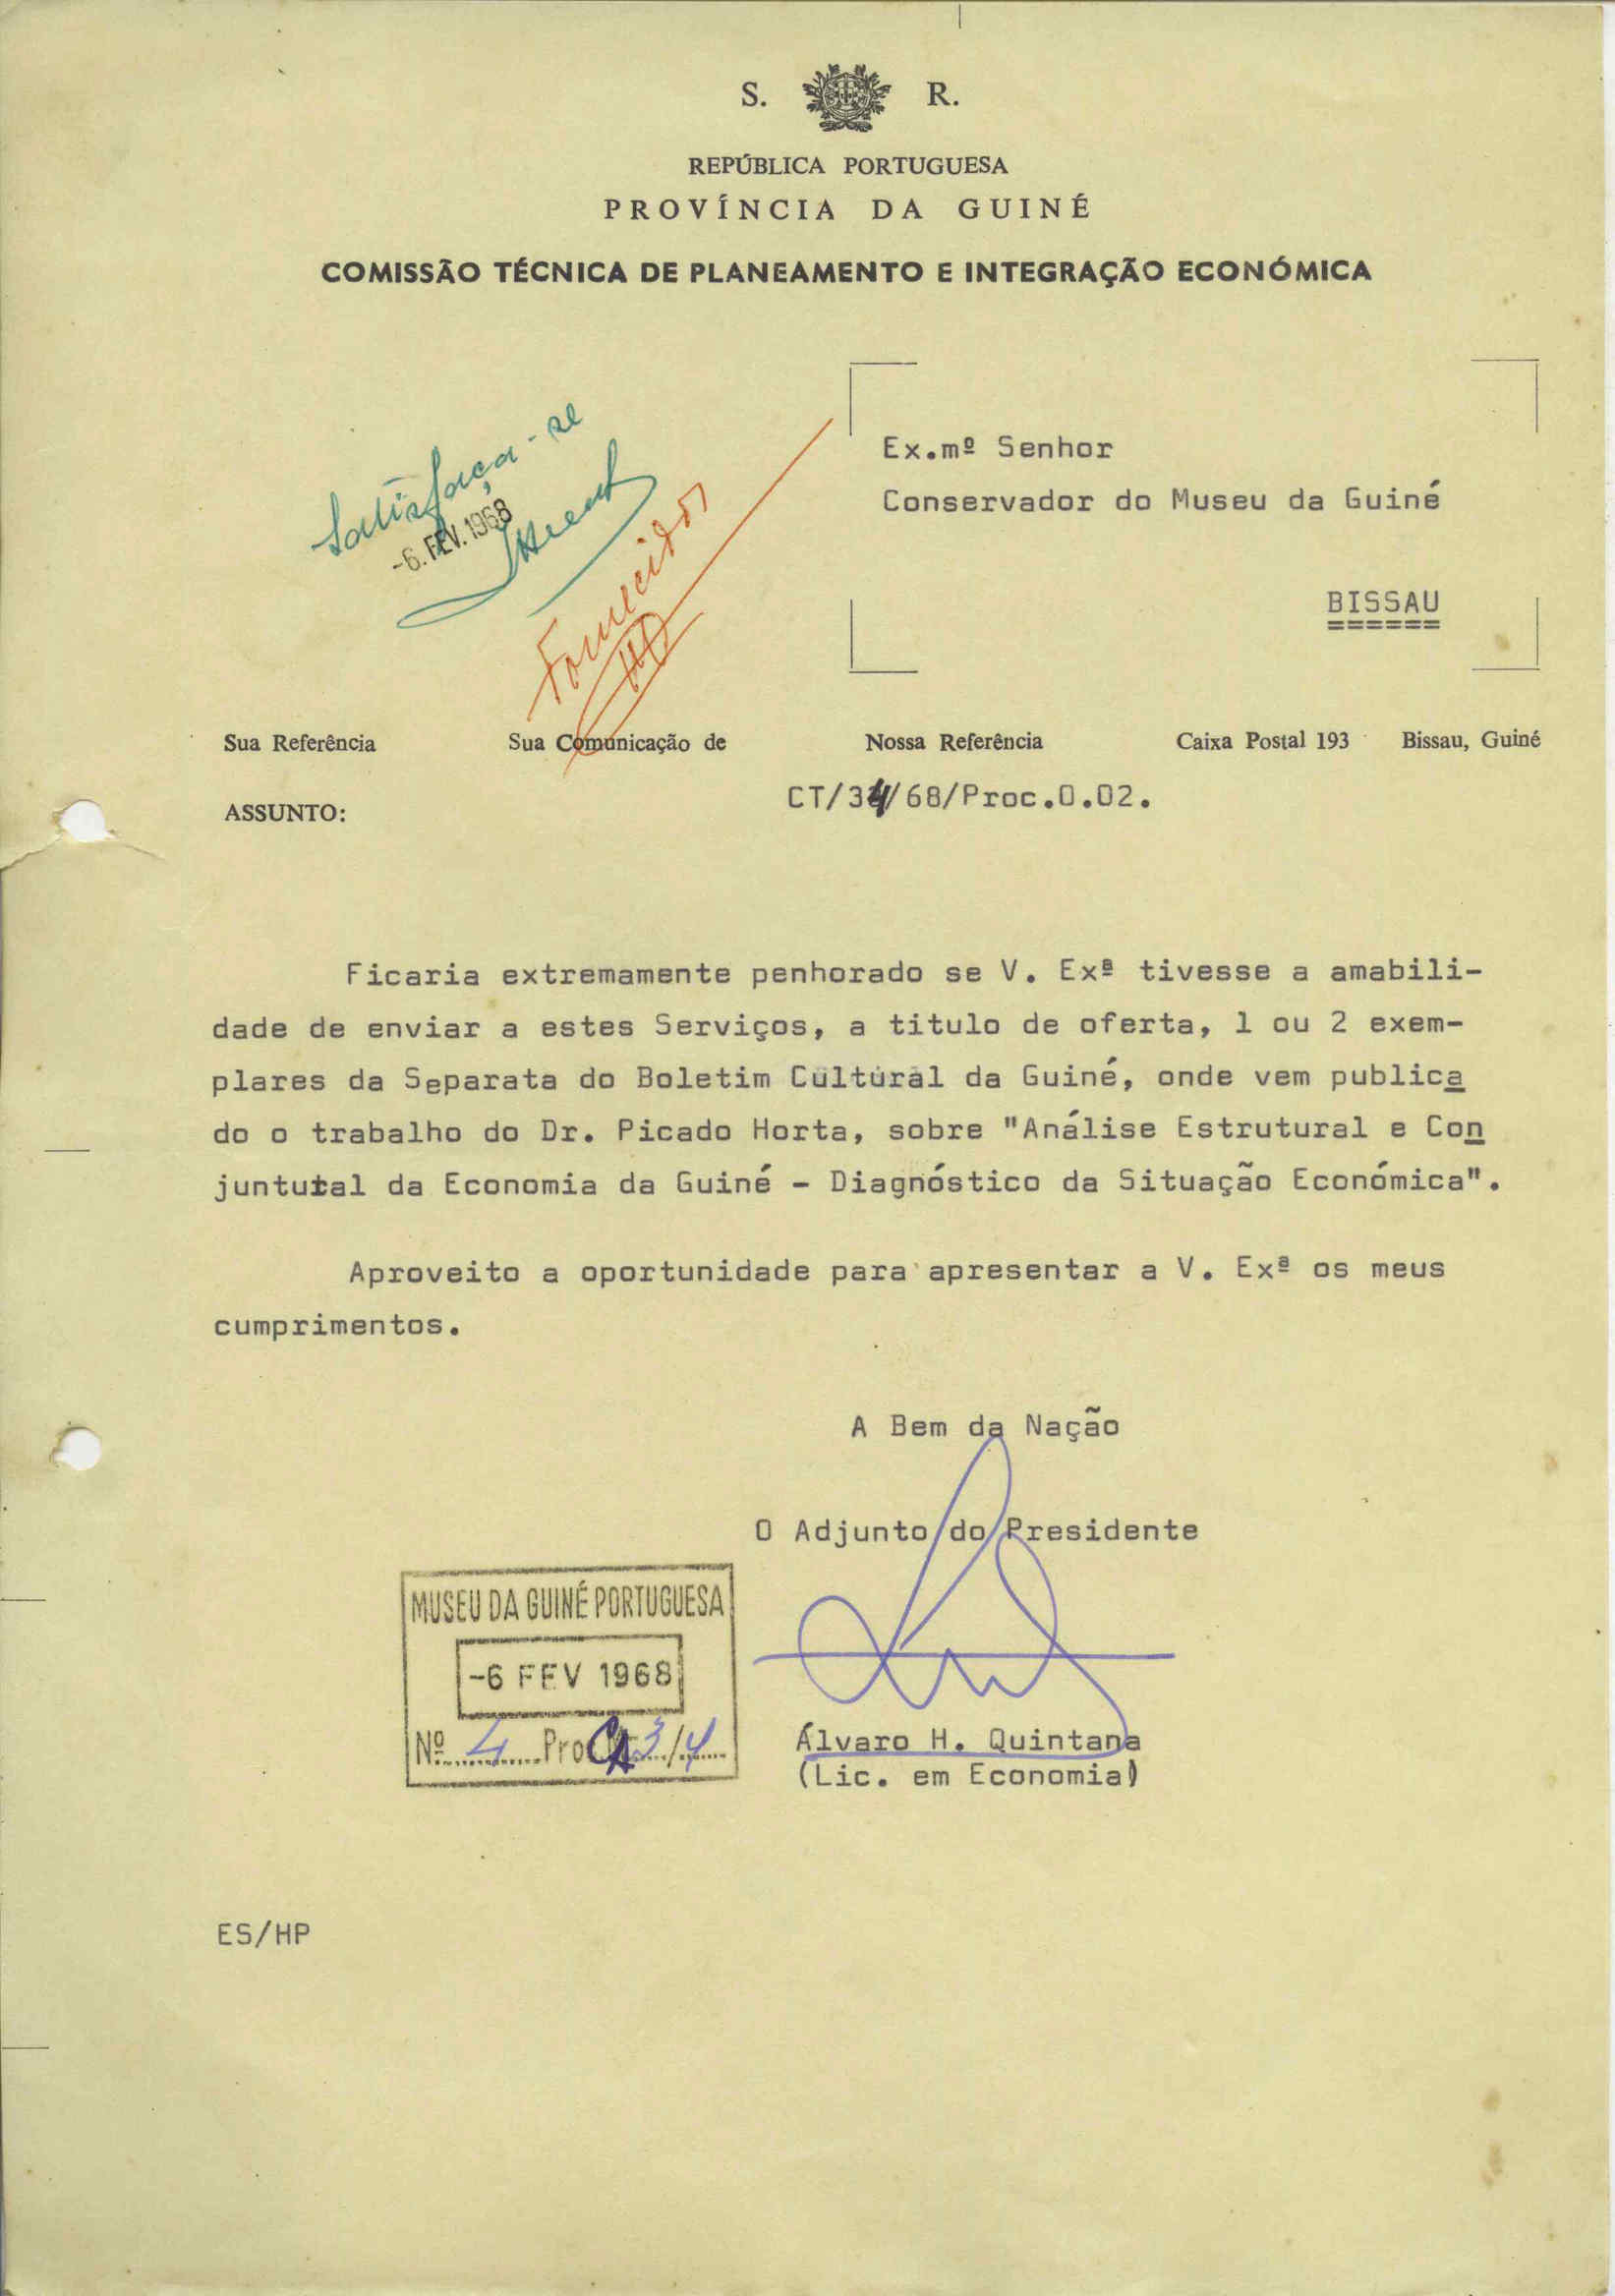 S. R.
REPÚBLICA PORTUGUESA
PROVÍNCIA DA GUINÉ
COMISSÃO TÉCNICA DE PLANEAMENTO E INTEGRAÇÃO ECONÓMICA
Satisfaça-se
-6. FEV. 1968
Fornecidos
Ex.mº Senhor
Conservador do Museu da Guiné
BISSAU
======
Sua Referência Sua Comunicação de Nossa Referência Caixa Postal 193 Bissau, Guiné
CT/34/68/Proc.0.02.
ASSUNTO:
Ficaria extremamente penhorado se V. Exª tivesse a amabili-
dade de enviar a estes Serviços, a titulo de oferta, 1 ou 2 exem-
plares da Separata do Boletim Cultural da Guiné, onde vem publica
do o trabalho do Dr. Picado Horta, sobre "Análise Estrutural e Con
juntural da Economia da Guiné - Diagnóstico da Situação Económica".
Aproveito a oportunidade para apresentar a V. Exª os meus
cumprimentos.
A Bem da Nação
O Adjunto do Presidente
MUSEU DA GUINÉ PORTUGUESA
-6 FEV 1968
Nº 4 Pro 3/4
Álvaro H. Quintana
(Lic. em Economia)
ES/HP